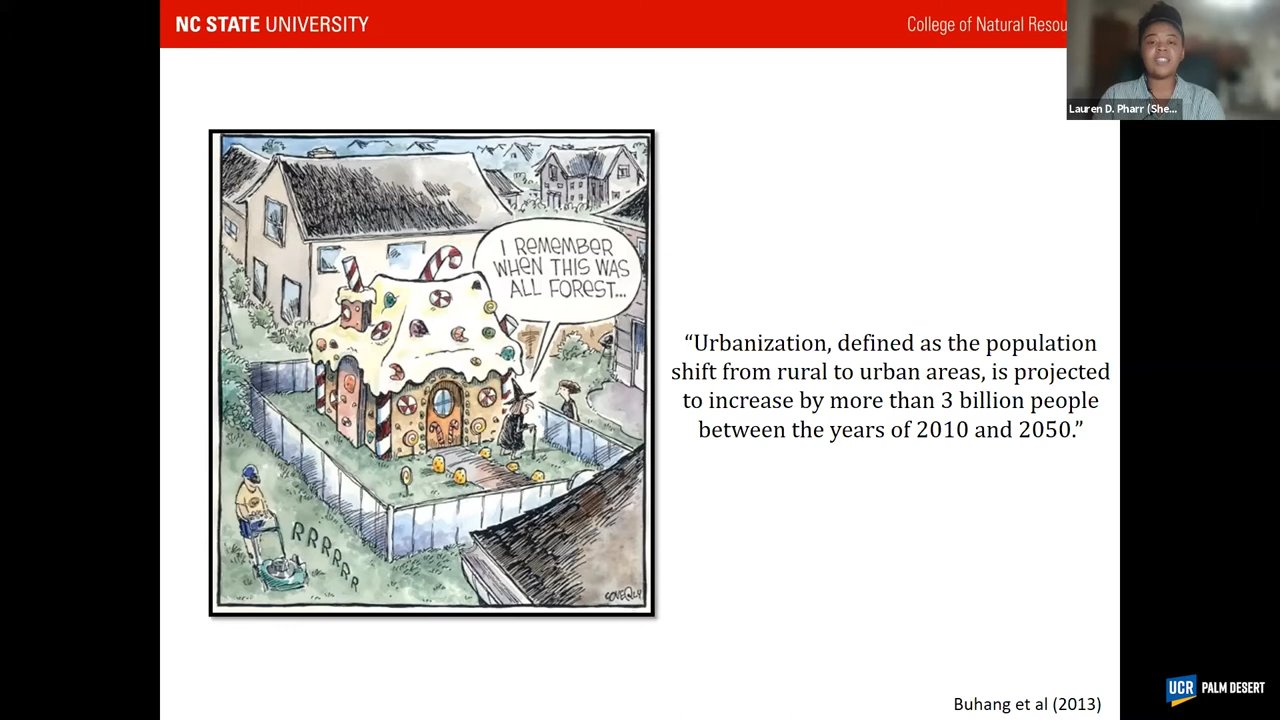 NC STATE UNIVERSITY
College of Natural Resou
Lauren D. Pharr (She...
I REMEMBER
WHEN THIS WAS
ALL FOREST...
“Urbanization, defined as the population
shift from rural to urban areas, is projected
to increase by more than 3 billion people
between the years of 2010 and 2050.”
RRRRRRR
Buhang et al (2013)
UCR PALM DESERT